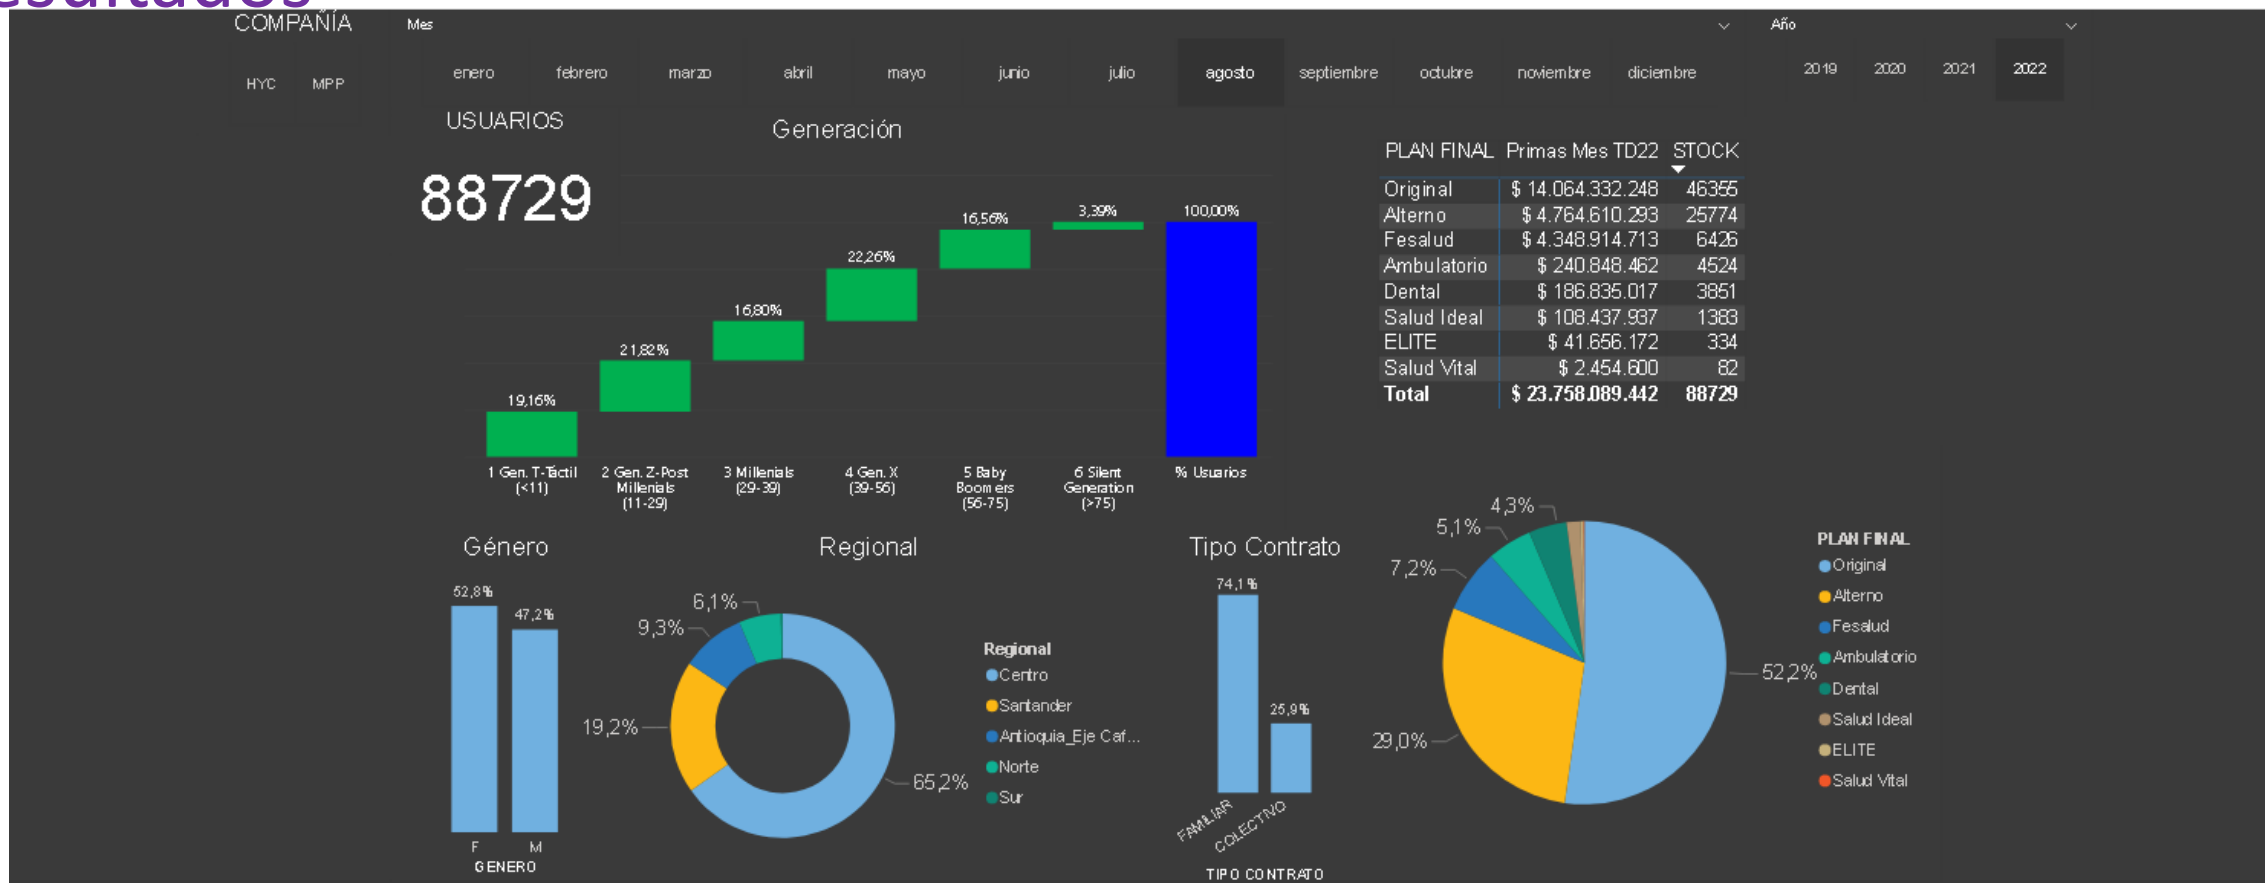 COMPAÑÍA
HYC MPP
Mes
enero febrero marzo abril mayo junio julio agosto septiembre octubre noviembre diciembre
Año
2019 2020 2021 2022
USUARIOS
88729
Generación
19,16%
21,82%
16,80%
22,26%
16,56%
3,39%
100,00%
1 Gen. T-Táctil
(<11)
2 Gen. Z-Post
Millenials
(11-29)
3 Millenials
(29-39)
4 Gen. X
(39-56)
5 Baby
Boomers
(56-75)
6 Silent
Generation
(>75)
% Usuarios
PLAN FINAL Primas Mes TD22 STOCK
Original $ 14.064.332.248 46355
Alterno $ 4.764.610.293 25774
Fesalud $ 4.348.914.713 6426
Ambulatorio $ 240.848.462 4524
Dental $ 186.835.017 3851
Salud Ideal $ 108.437.937 1383
ELITE $ 41.656.172 334
Salud Vital $ 2.454.600 82
Total $ 23.758.089.442 88729
Género
52,8%
47,2%
F M
GENERO
Regional
6,1%
9,3%
19,2%
65,2%
Regional
Centro
Santander
Antioquia_Eje Caf...
Norte
Sur
Tipo Contrato
74,1%
25,9%
FAMILIAR
COLECTIVO
TIPO CONTRATO
4,3%
5,1%
7,2%
29,0%
52,2%
PLAN FINAL
Original
Alterno
Fesalud
Ambulatorio
Dental
Salud Ideal
ELITE
Salud Vital